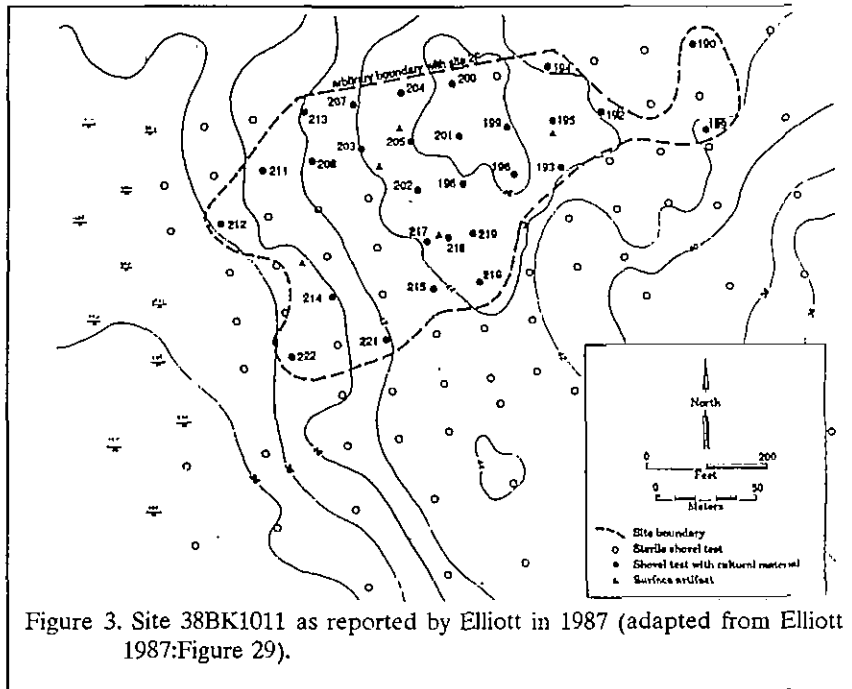 arbitrary boundary with site
190
194
200
204
207
213
192
195
199
201
205
203
208
211
193
196
196
202
212
217
218
219
216
215
214
221
222
North
0 200
Feet
0 50
Meters
Site boundary
Sterile shovel test
Shovel test with cultural material
Surface artifact
Figure 3. Site 38BK1011 as reported by Elliott in 1987 (adapted from Elliott
1987:Figure 29).